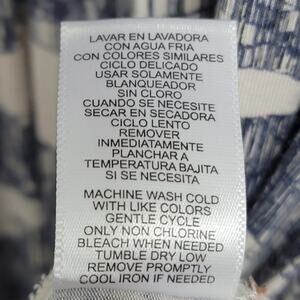 LAVAR EN LAVADORA
CON AGUA FRIA
CON COLORES SIMILARES
CICLO DELICADO
USAR SOLAMENTE
BLANQUEADOR
SIN CLORO
CUANDO SE NECESITE
SECAR EN SECADORA
CICLO LENTO
REMOVER
INMEDIATAMENTE
PLANCHAR A
TEMPERATURA BAJITA
SI SE NECESITA
MACHINE WASH COLD
WITH LIKE COLORS
GENTLE CYCLE
ONLY NON CHLORINE
BLEACH WHEN NEEDED
TUMBLE DRY LOW
REMOVE PROMPTLY
COOL IRON IF NEEDED